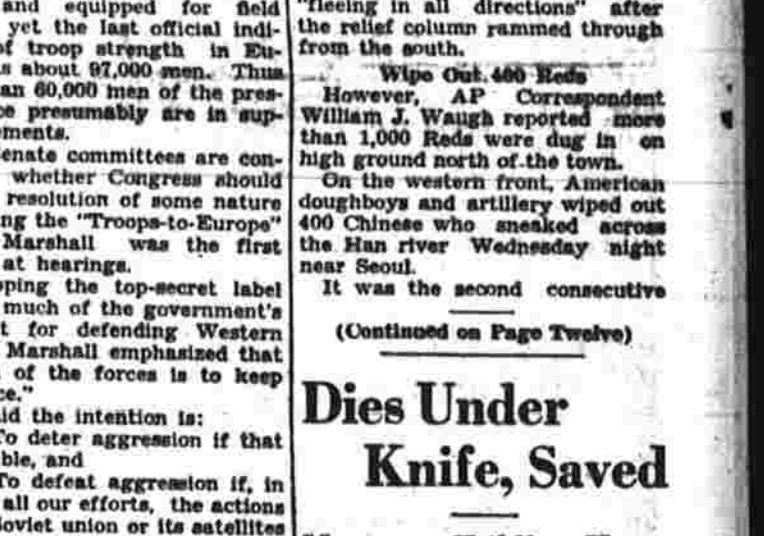 and equipped for field
yet the last official indi-
of troop strength in Eu-
s about 97,000 men. Thus
an 60,000 men of the pres-
ce presumably are in sup-
ments.
enate committees are con-
whether Congress should
resolution of some nature
ng the "Troops-to-Europe"
Marshall was the first
at hearings.
ping the top-secret label
much of the government's
t for defending Western
Marshall emphasized that
of the forces is to keep
ce."
id the intention is:
To deter aggression if that
ble, and
To defeat aggression if, in
all our efforts, the actions
Soviet union or its satellites
"fleeing in all directions" after
the relief column rammed through
from the south.
Wipe Out 400 Reds
However, AP Correspondent
William J. Waugh reported more
than 1,000 Reds were dug in on
high ground north of the town.
On the western front, American
doughboys and artillery wiped out
400 Chinese who sneaked across
the Han river Wednesday night
near Seoul.
It was the second consecutive
(Continued on Page Twelve)
Dies Under
Knife, Saved